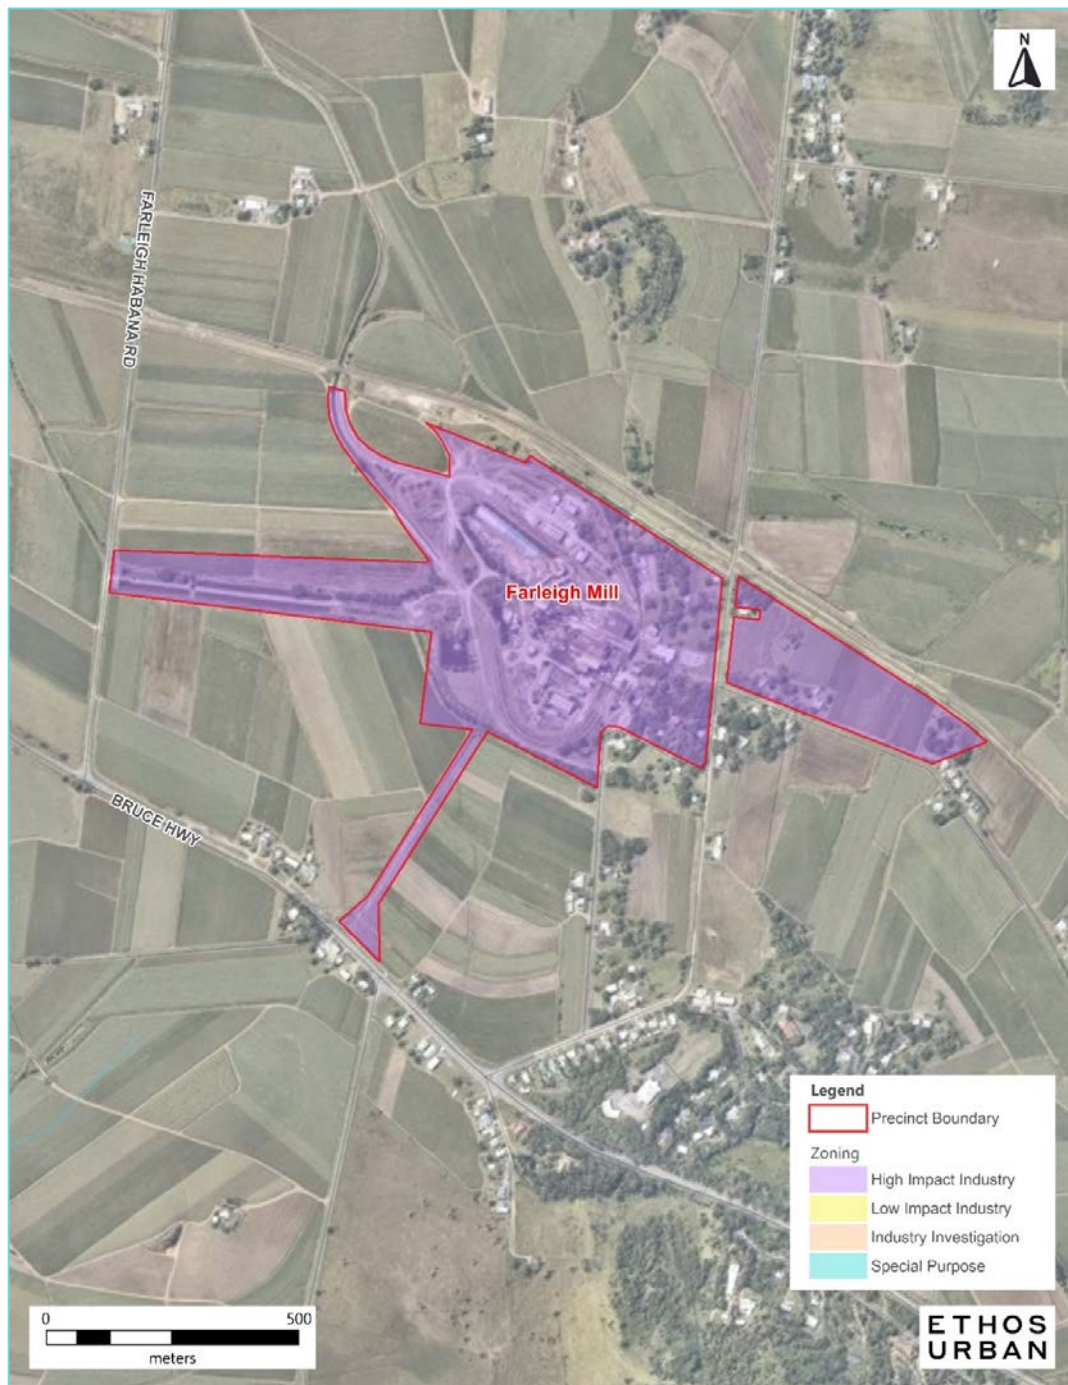 N
FARLEIGH HABANA RD
Farleigh Mill
BRUCE HWY
Legend
Precinct Boundary
Zoning
High Impact Industry
Low Impact Industry
Industry Investigation
Special Purpose
0 500
meters
ETHOS
URBAN